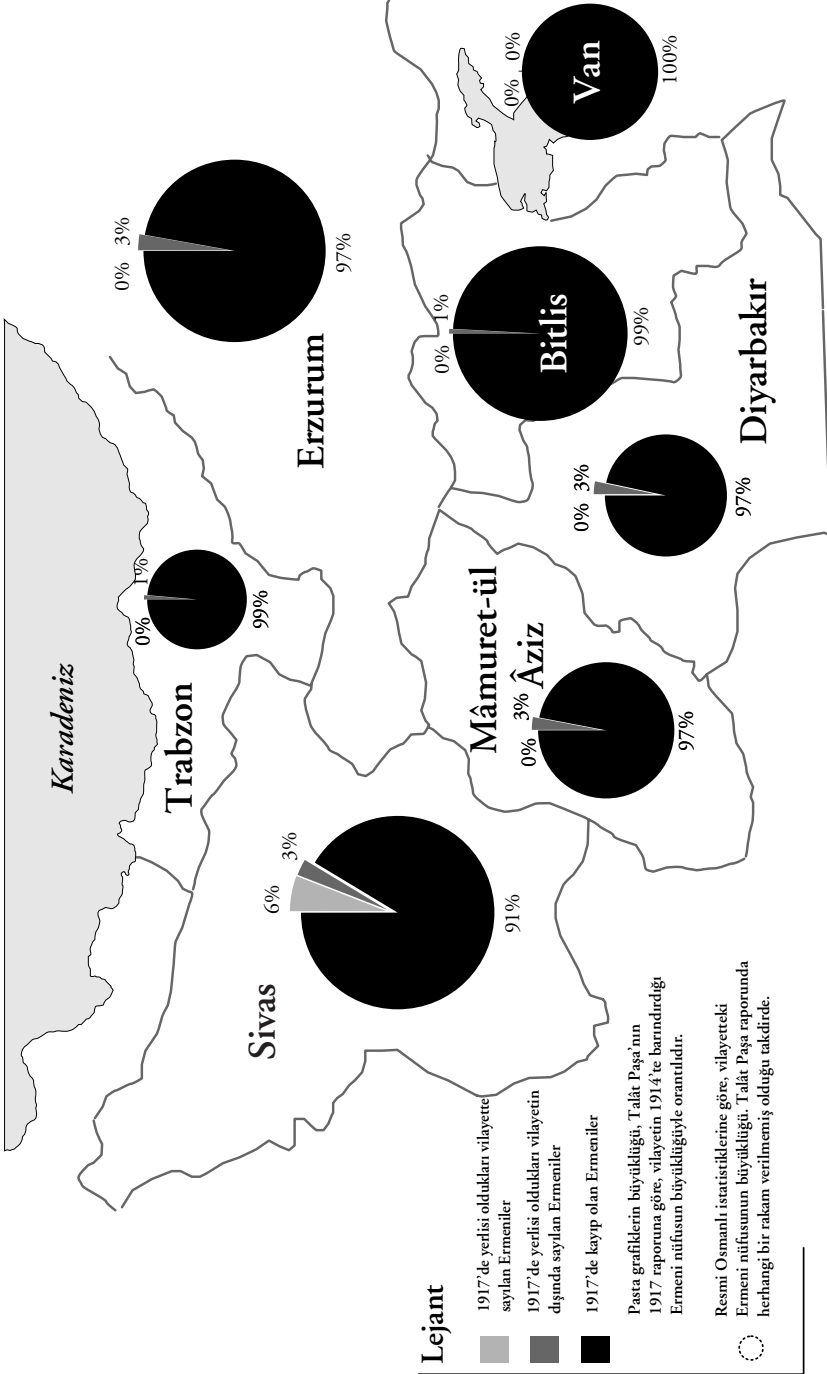 Karadeniz
Trabzon
0%
1%
99%
Erzurum
0%
3%
97%
Sivas
6%
3%
91%
Mâmuret-ül
Âziz
0%
3%
97%
Bitlis
0%
1%
99%
Van
0%
0%
100%
Diyarbakır
0%
3%
97%
Lejant
1917'de yerlisi oldukları vilayette
sayılan Ermeniler
1917'de yerlisi oldukları vilayetin
dışında sayılan Ermeniler
1917'de kayıp olan Ermeniler
Pasta grafiklerin büyüklüğü, Talât Paşa'nın
1917 raporuna göre, vilayetin 1914'te barındırdığı
Ermeni nüfusun büyüklüğüyle orantılıdır.
Resmi Osmanlı istatistiklerine göre, vilayetteki
Ermeni nüfusunun büyüklüğü. Talât Paşa raporunda
herhangi bir rakam verilmemiş olduğu takdirde.